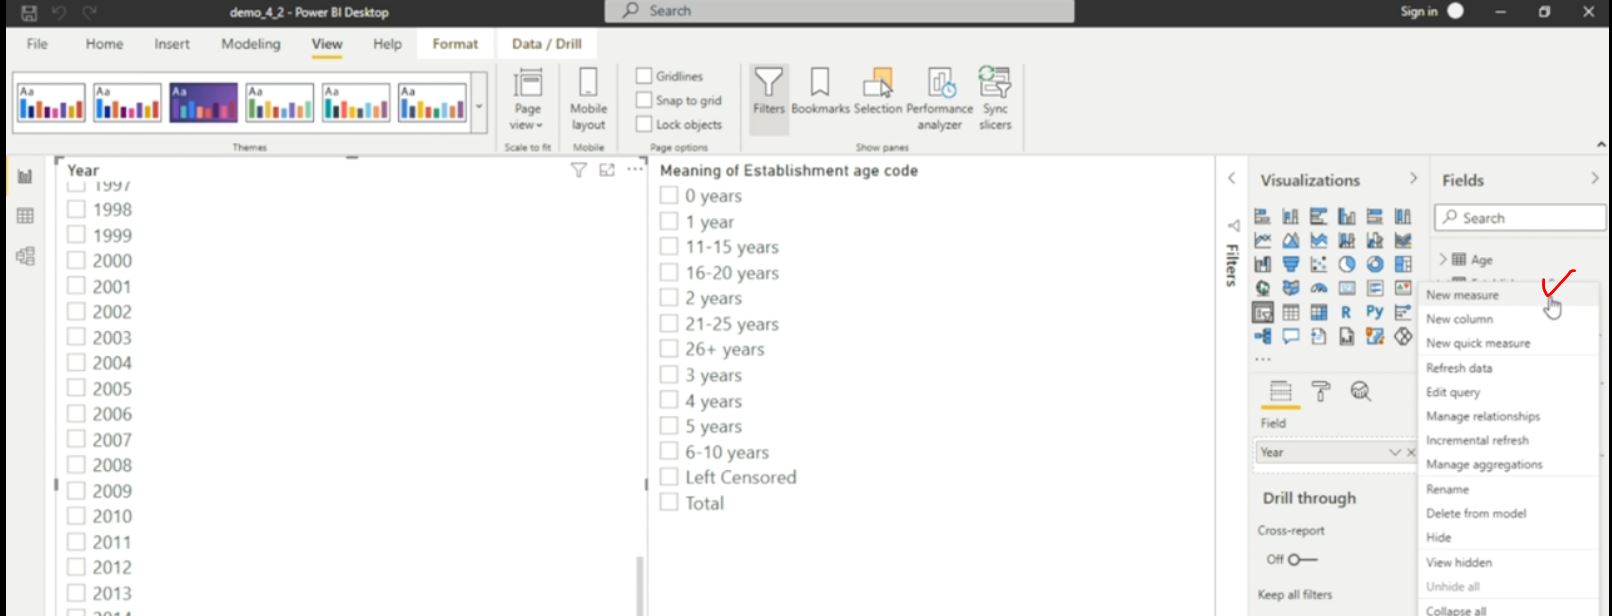 demo_4_2 - Power BI Desktop
Search
Sign in
File Home Insert Modeling View Help Format Data / Drill
Aa Aa Aa Aa Aa Aa
Themes
Page view
Scale to fit
Mobile layout
Mobile
Gridlines
Snap to grid
Lock objects
Page options
Filters Bookmarks Selection Performance analyzer Sync slicers
Show panes
Year
1997
1998
1999
2000
2001
2002
2003
2004
2005
2006
2007
2008
2009
2010
2011
2012
2013
2014
Meaning of Establishment age code
0 years
1 year
11-15 years
16-20 years
2 years
21-25 years
26+ years
3 years
4 years
5 years
6-10 years
Left Censored
Total
Filters
Visualizations
R Py
Field
Year
Drill through
Cross-report
Off
Keep all filters
Fields
Search
Age
New measure
New column
New quick measure
Refresh data
Edit query
Manage relationships
Incremental refresh
Manage aggregations
Rename
Delete from model
Hide
View hidden
Unhide all
Collapse all